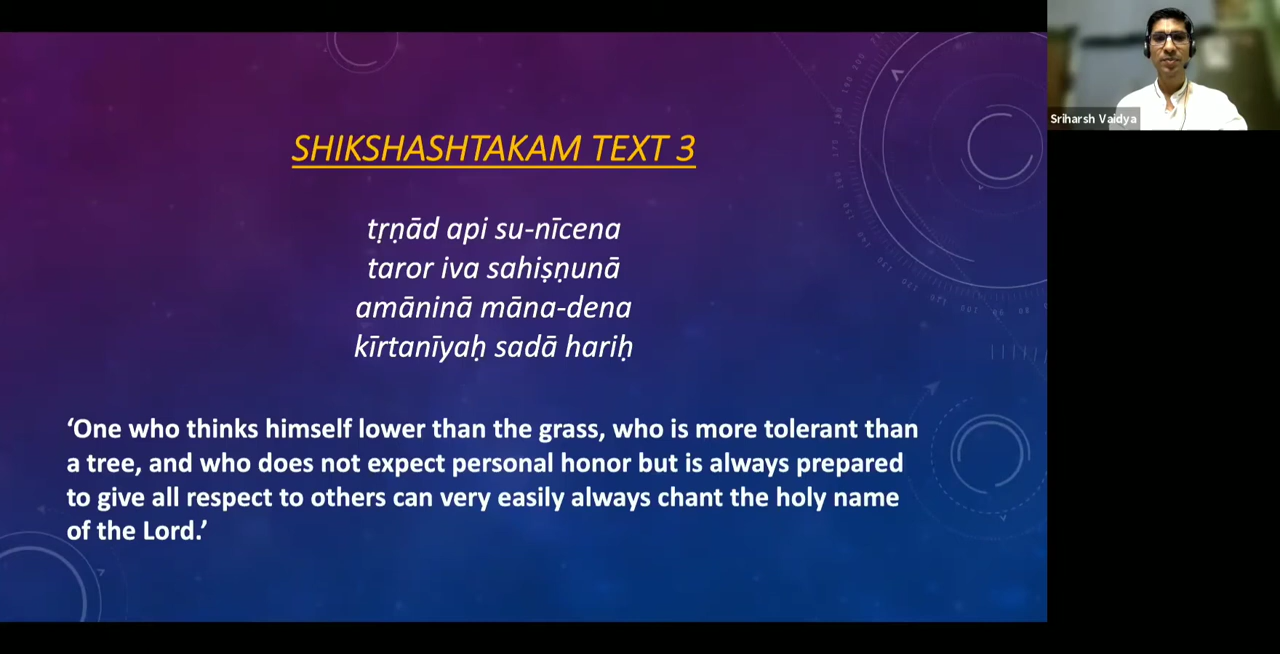 SHIKSHASHTAKAM TEXT 3
tṛṇād api su-nīcena
taror iva sahiṣṇunā
amāninā māna-dena
kīrtanīyaḥ sadā hariḥ
‘One who thinks himself lower than the grass, who is more tolerant than
a tree, and who does not expect personal honor but is always prepared
to give all respect to others can very easily always chant the holy name
of the Lord.’
Sriharsh Vaidya